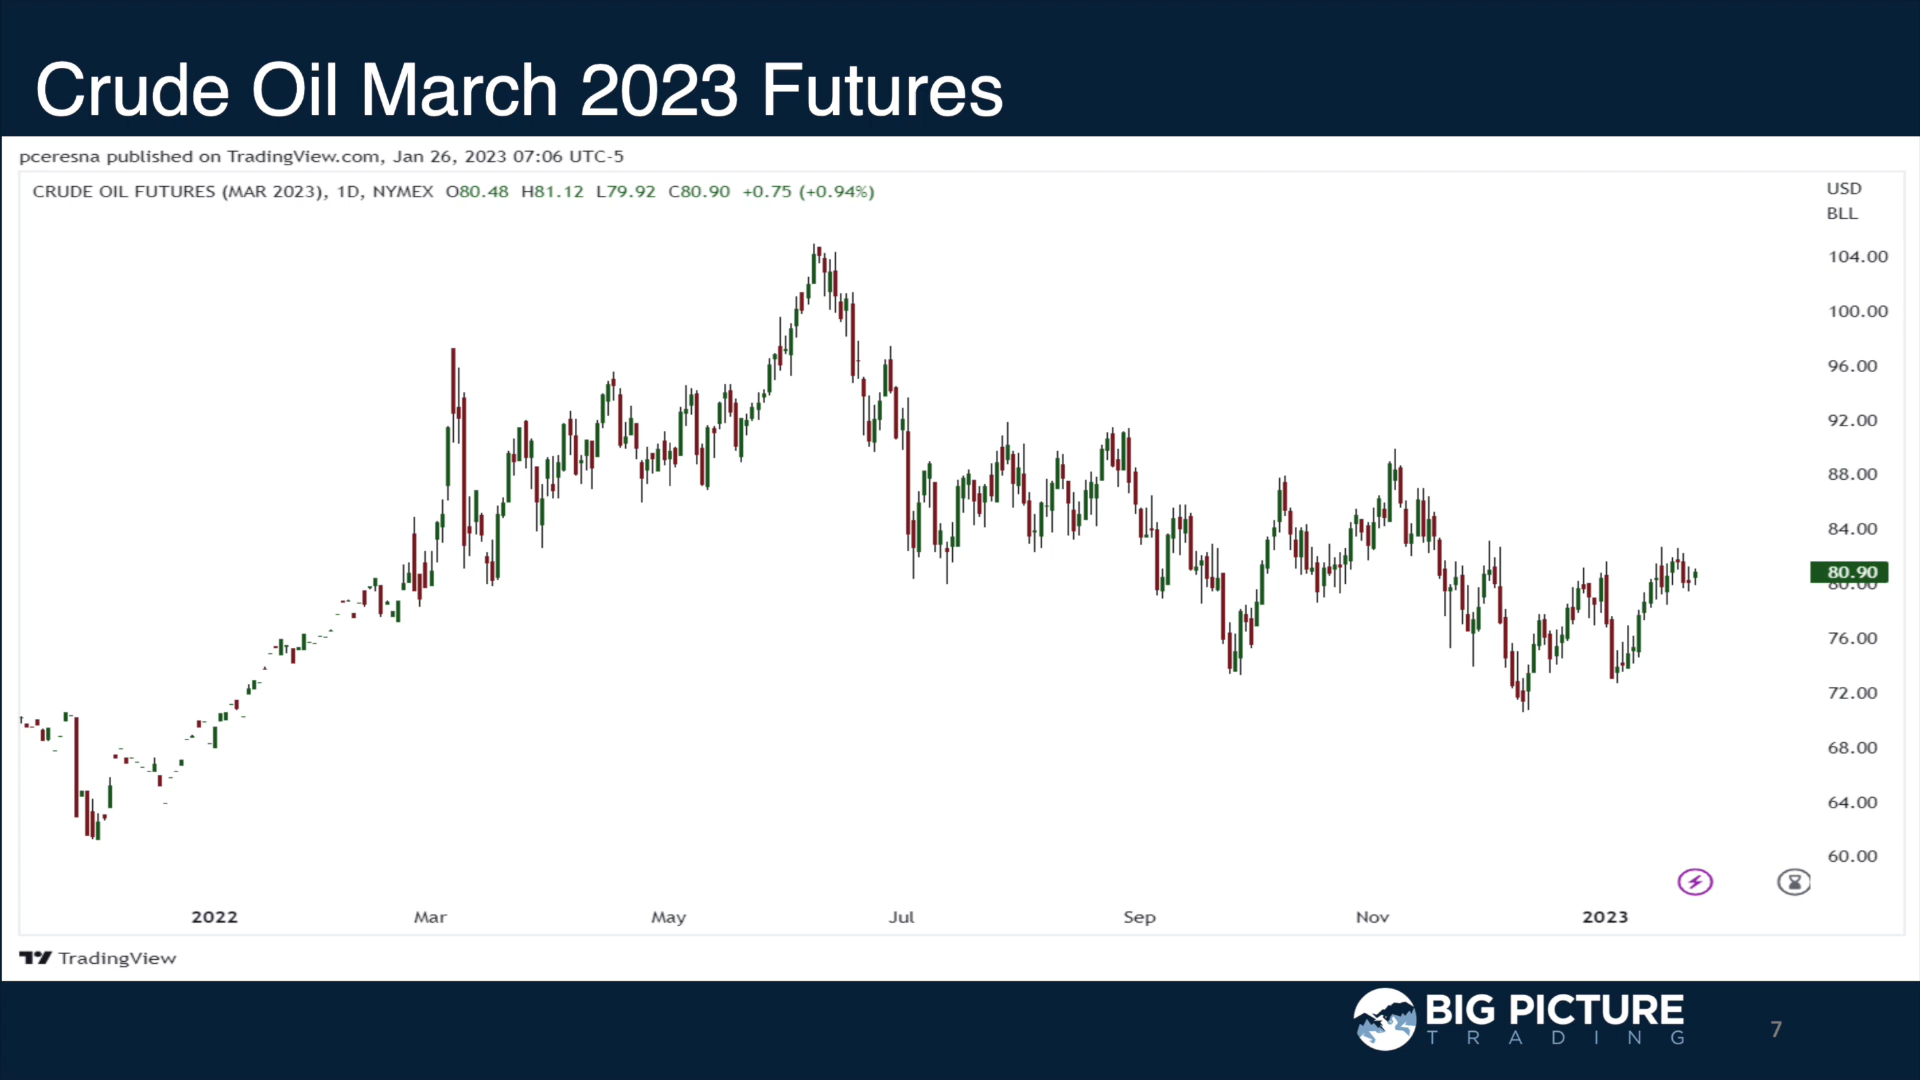 Crude Oil March 2023 Futures
pceresna published on TradingView.com, Jan 26, 2023 07:06 UTC-5
CRUDE OIL FUTURES (MAR 2023), 1D, NYMEX O80.48 H81.12 L79.92 C80.90 +0.75 (+0.94%)
USD
BLL
104.00
100.00
96.00
92.00
88.00
84.00
80.90
80.00
76.00
72.00
68.00
64.00
60.00
2022 Mar May Jul Sep Nov 2023
TradingView
BIG PICTURE
TRADING
7